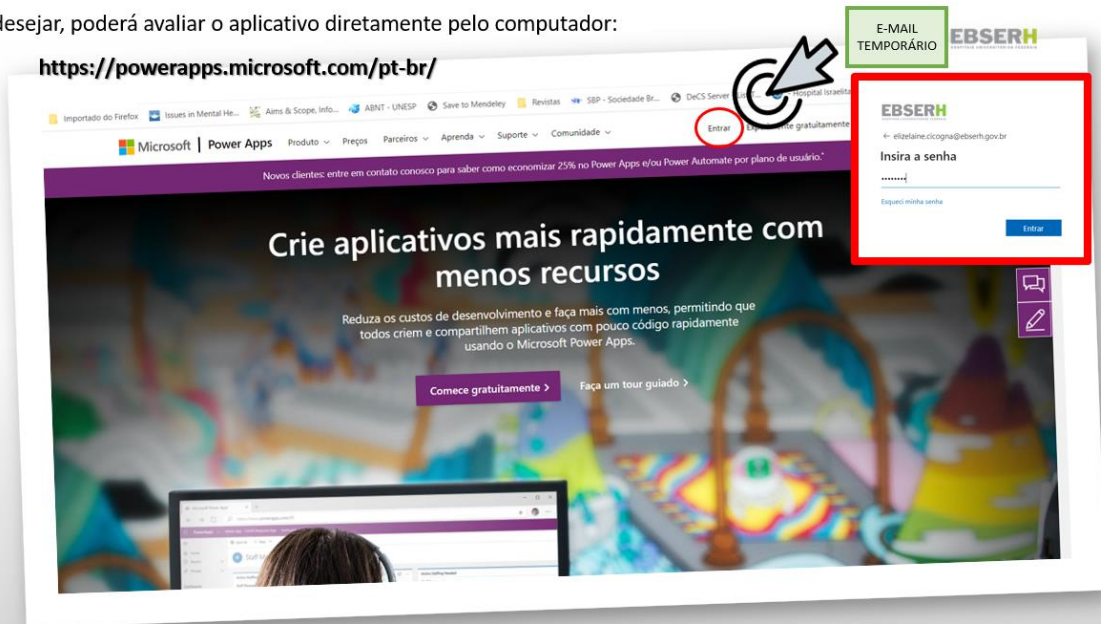 desejar, poderá avaliar o aplicativo diretamente pelo computador:
E-MAIL
TEMPORÁRIO
EBSERH
HOSPITAIS UNIVERSITÁRIOS FEDERAIS
https://powerapps.microsoft.com/pt-br/
Importado do Firefox Issues in Mental He... Aims & Scope, Info... ABNT - UNESP Save to Mendeley Revistas SBP - Sociedade Br... DeCS Server - List T... - Hospital Israelita
Microsoft Power Apps Produto Preços Parceiros Aprenda Suporte Comunidade Entrar gratuitamente
Novos clientes: entre em contato conosco para saber como economizar 25% no Power Apps e/ou Power Automate por plano de usuário.*
EBSERH
← elizelaine.cicogna@ebserh.gov.br
Insira a senha
Esqueci minha senha
Entrar
Crie aplicativos mais rapidamente com
menos recursos
Reduza os custos de desenvolvimento e faça mais com menos, permitindo que
todos criem e compartilhem aplicativos com pouco código rapidamente
usando o Microsoft Power Apps.
Comece gratuitamente >
Faça um tour guiado >